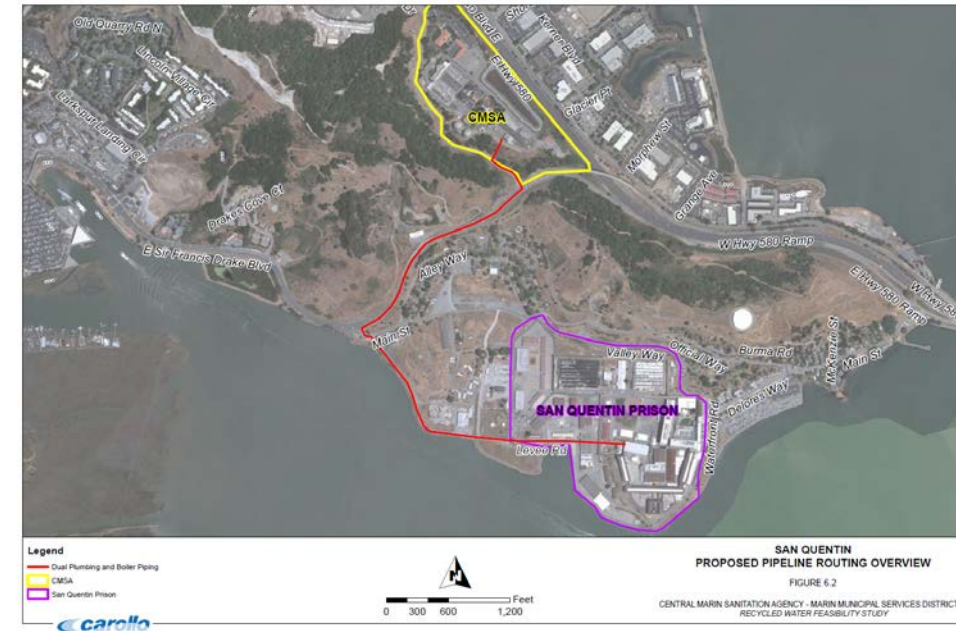 Old Quarry Rd N
Lincoln Village Cir
Larkspur Landing Cir
Drakes Cove Ct
E Sir Francis Drake Blvd
Dr
CMSA
E Hwy 580
Kerner Blvd
Glacier Pt
Morphew St
Grange Ave
W Hwy 580 Ramp
E Hwy 580 Ramp
Alley Way
Main St
Valley Way
Official Way
Burma Rd
McKenzie St
Main St
Dolores Way
SAN QUENTIN PRISON
Waterfront Rd
Levee Rd
Legend
Dual Plumbing and Boiler Piping
CMSA
San Quentin Prison
carollo
N
Feet
0 300 600 1,200
SAN QUENTIN
PROPOSED PIPELINE ROUTING OVERVIEW
FIGURE 6.2
CENTRAL MARIN SANITATION AGENCY - MARIN MUNICIPAL SERVICES DISTRICT
RECYCLED WATER FEASIBILITY STUDY